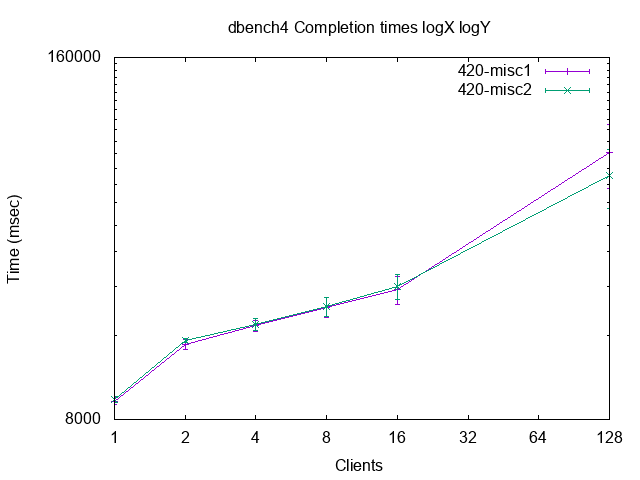 dbench4 Completion times logX logY
160000
420-misc1
420-misc2
Time (msec)
8000
1 2 4 8 16 32 64 128
Clients